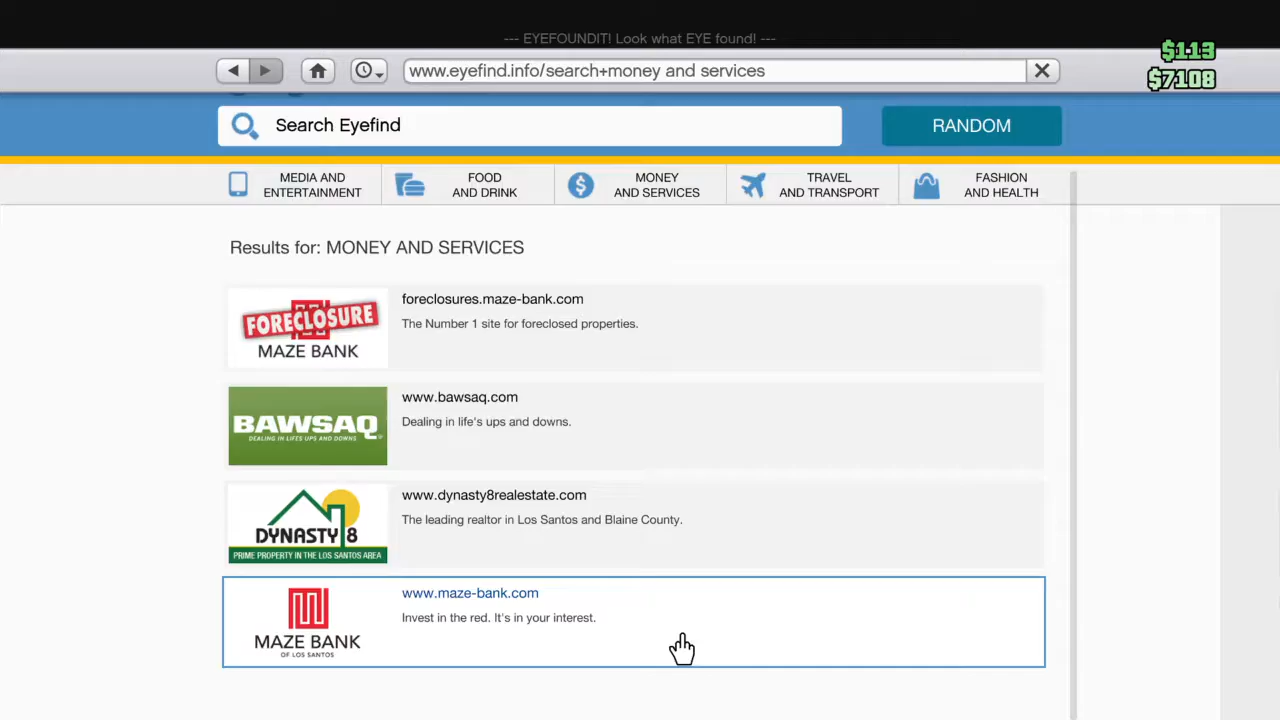 --- EYEFOUNDIT! Look what EYE found! ---
www.eyefind.info/search+money and services
$113
$7108
Search Eyefind
RANDOM
MEDIA AND
ENTERTAINMENT
FOOD
AND DRINK
MONEY
AND SERVICES
TRAVEL
AND TRANSPORT
FASHION
AND HEALTH
Results for: MONEY AND SERVICES
FORECLOSURE
MAZE BANK
foreclosures.maze-bank.com
The Number 1 site for foreclosed properties.
BAWSAQ
DEALING IN LIFES UPS AND DOWNS
www.bawsaq.com
Dealing in life's ups and downs.
DYNASTY 8
PRIME PROPERTY IN THE LOS SANTOS AREA
www.dynasty8realestate.com
The leading realtor in Los Santos and Blaine County.
MAZE BANK
OF LOS SANTOS
www.maze-bank.com
Invest in the red. It's in your interest.